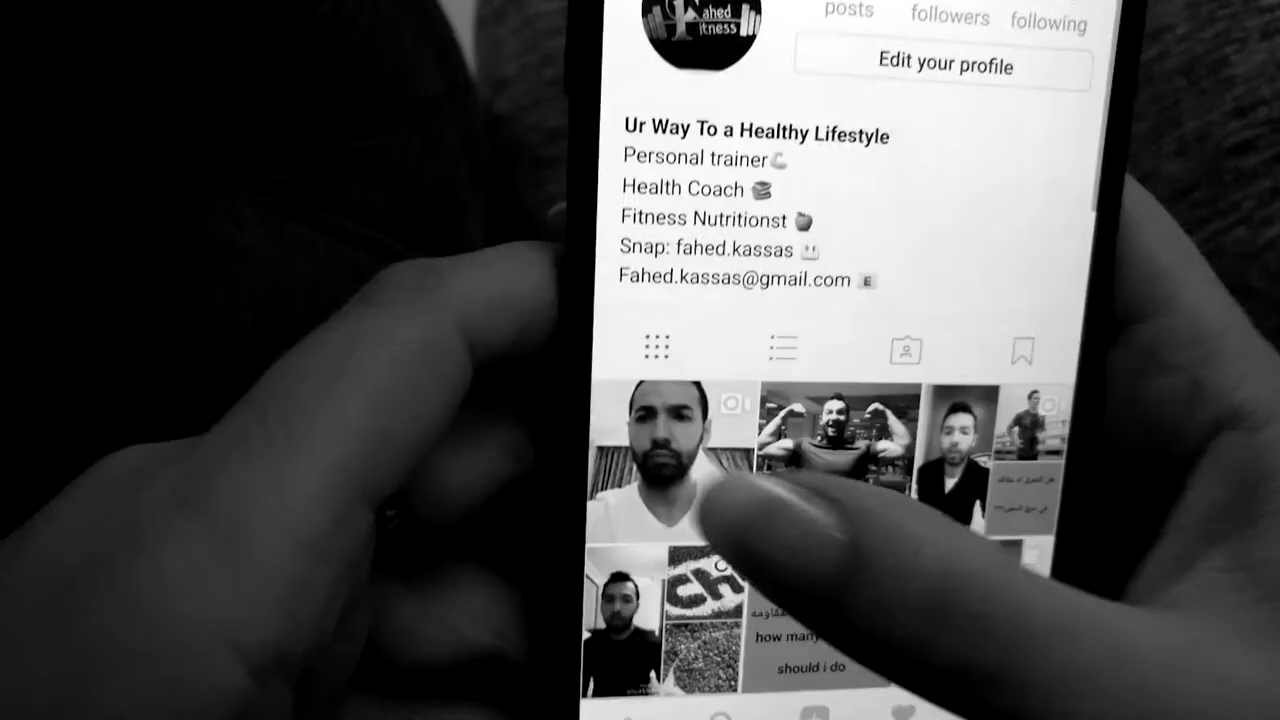 ahed
itness
posts followers following
Edit your profile
Ur Way To a Healthy Lifestyle
Personal trainer
Health Coach
Fitness Nutritionst
Snap: fahed.kassas
Fahed.kassas@gmail.com
E
ch
how many
should i do